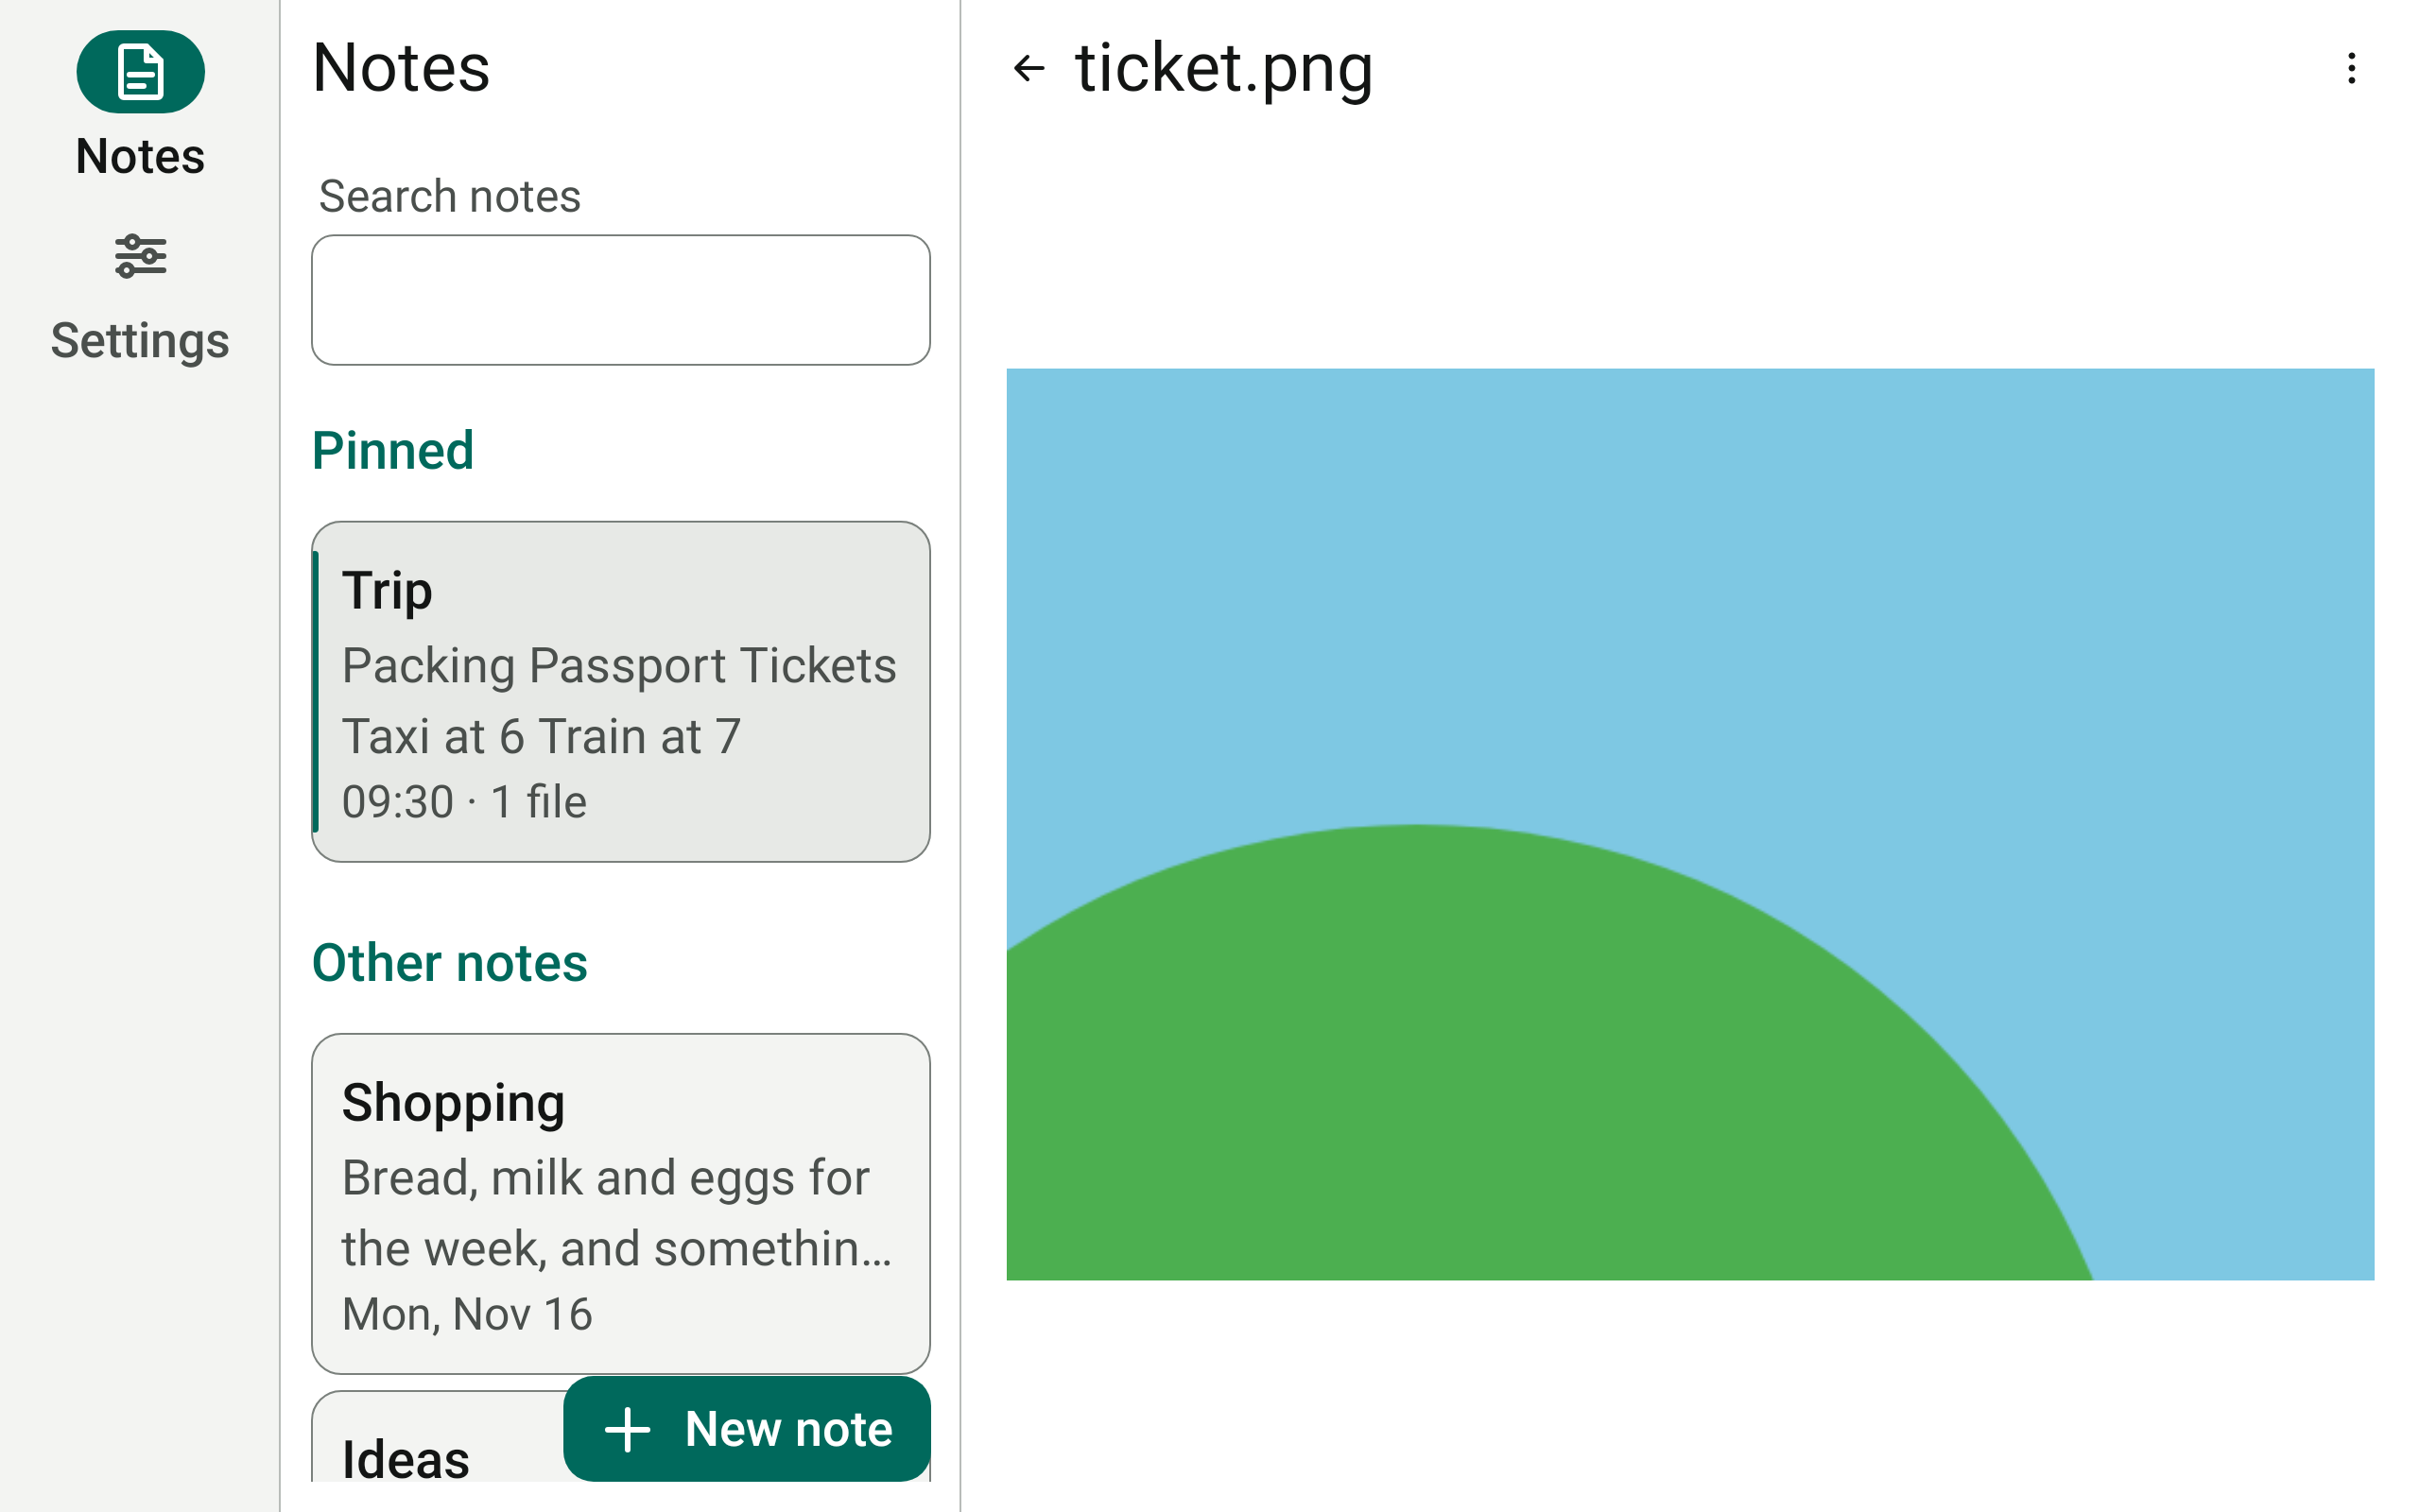 Notes
Settings
Notes
Search notes
Pinned
Trip
Packing Passport Tickets
Taxi at 6 Train at 7
09:30 · 1 file
Other notes
Shopping
Bread, milk and eggs for
the week, and somethin…
Mon, Nov 16
Ideas
New note
ticket.png